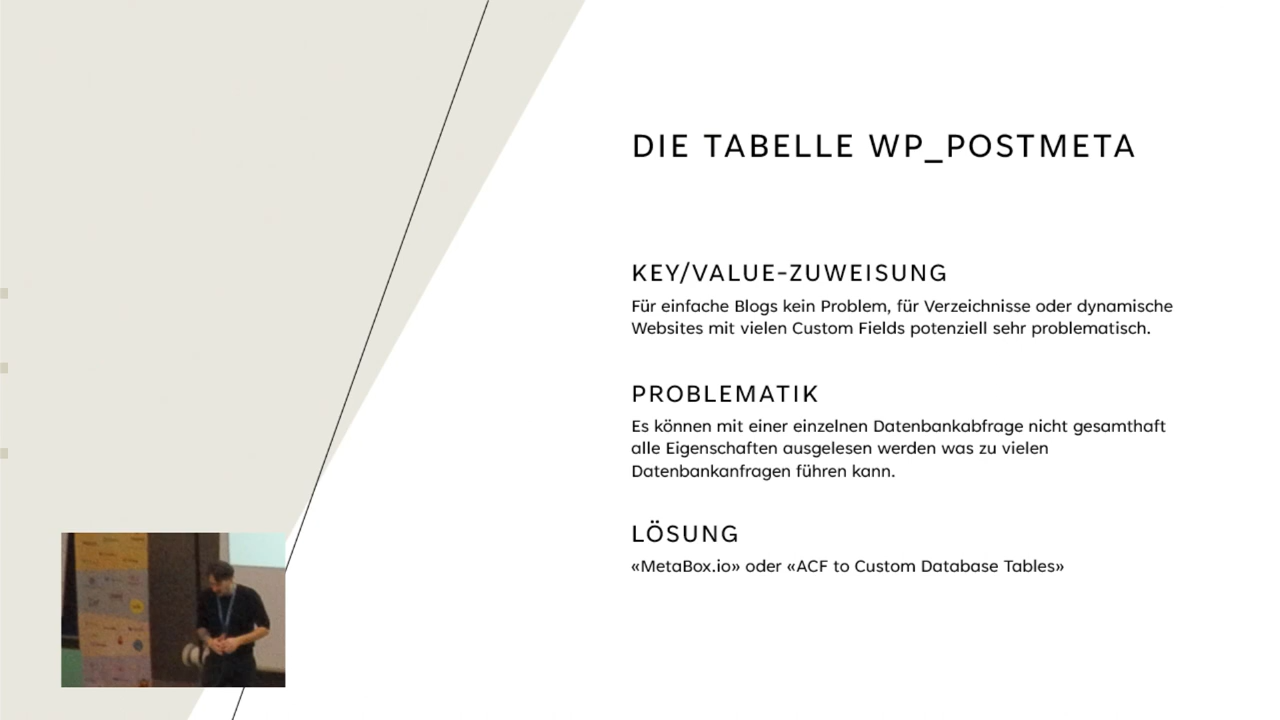 DIE TABELLE WP_POSTMETA
KEY/VALUE-ZUWEISUNG
Für einfache Blogs kein Problem, für Verzeichnisse oder dynamische
Websites mit vielen Custom Fields potenziell sehr problematisch.
PROBLEMATIK
Es können mit einer einzelnen Datenbankabfrage nicht gesamthaft
alle Eigenschaften ausgelesen werden was zu vielen
Datenbankanfragen führen kann.
LÖSUNG
«MetaBox.io» oder «ACF to Custom Database Tables»